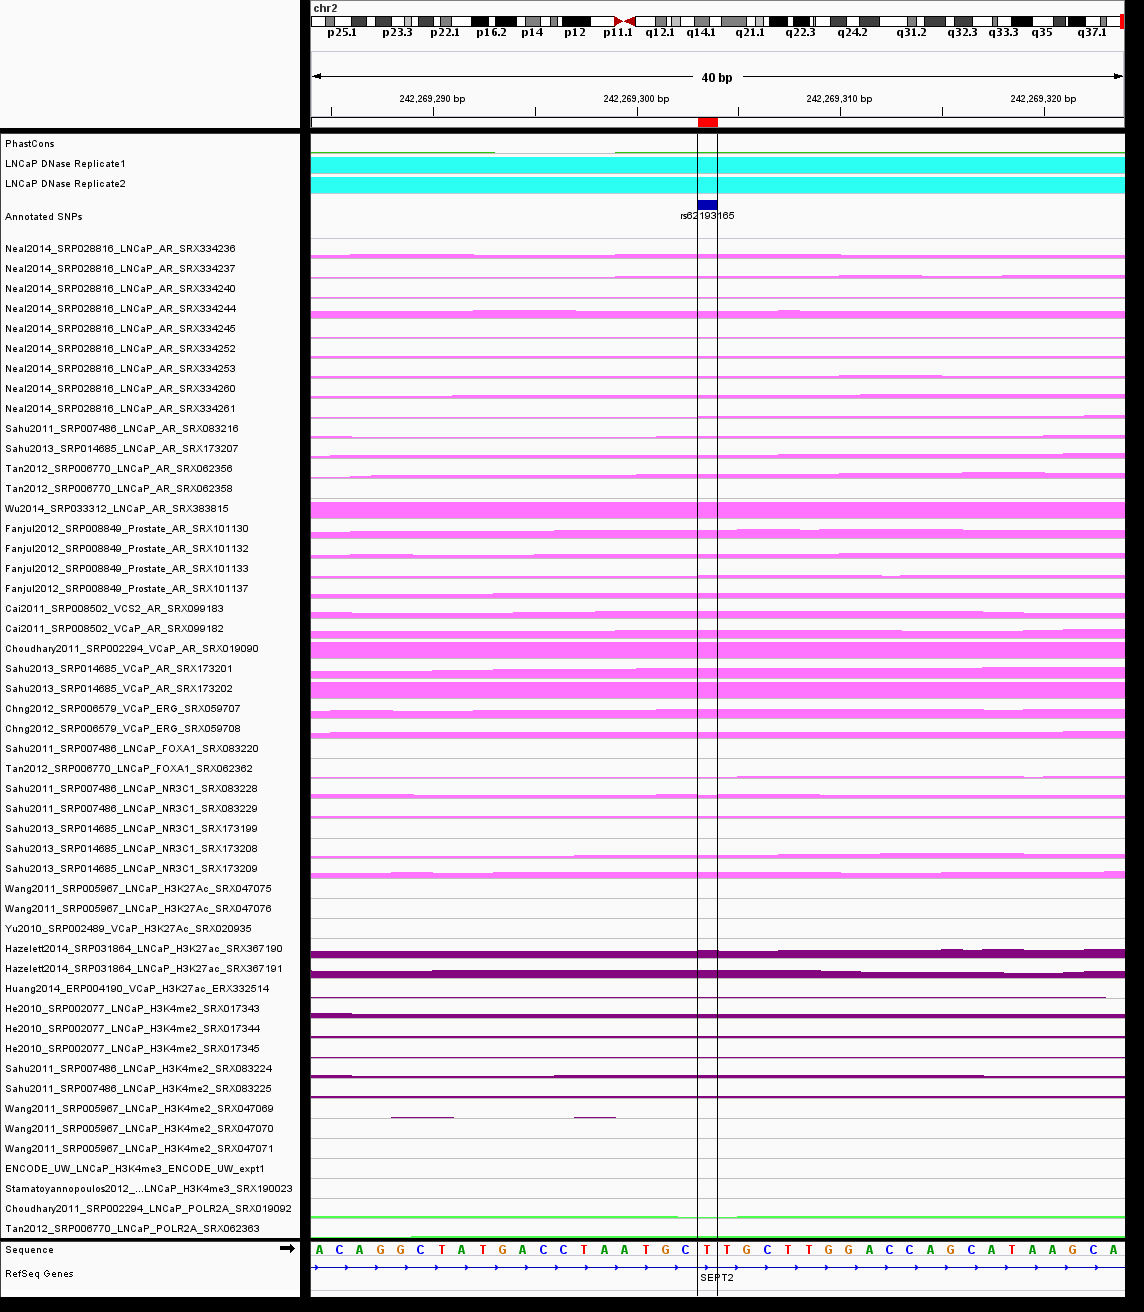 chr2
p25.1 p23.3 p22.1 p16.2 p14 p12 p11.1 q12.1 q14.1 q21.1 q22.3 q24.2 q31.2 q32.3 q33.3 q35 q37.1
40 bp
242,269,290 bp 242,269,300 bp 242,269,310 bp 242,269,320 bp
PhastCons
LNCaP DNase Replicate1
LNCaP DNase Replicate2
Annotated SNPs rs62193165
Neal2014_SRP028816_LNCaP_AR_SRX334236
Neal2014_SRP028816_LNCaP_AR_SRX334237
Neal2014_SRP028816_LNCaP_AR_SRX334240
Neal2014_SRP028816_LNCaP_AR_SRX334244
Neal2014_SRP028816_LNCaP_AR_SRX334245
Neal2014_SRP028816_LNCaP_AR_SRX334252
Neal2014_SRP028816_LNCaP_AR_SRX334253
Neal2014_SRP028816_LNCaP_AR_SRX334260
Neal2014_SRP028816_LNCaP_AR_SRX334261
Sahu2011_SRP007486_LNCaP_AR_SRX083216
Sahu2013_SRP014685_LNCaP_AR_SRX173207
Tan2012_SRP006770_LNCaP_AR_SRX062356
Tan2012_SRP006770_LNCaP_AR_SRX062358
Wu2014_SRP033312_LNCaP_AR_SRX383815
Fanjul2012_SRP008849_Prostate_AR_SRX101130
Fanjul2012_SRP008849_Prostate_AR_SRX101132
Fanjul2012_SRP008849_Prostate_AR_SRX101133
Fanjul2012_SRP008849_Prostate_AR_SRX101137
Cai2011_SRP008502_VCS2_AR_SRX099183
Cai2011_SRP008502_VCaP_AR_SRX099182
Choudhary2011_SRP002294_VCaP_AR_SRX019090
Sahu2013_SRP014685_VCaP_AR_SRX173201
Sahu2013_SRP014685_VCaP_AR_SRX173202
Chng2012_SRP006579_VCaP_ERG_SRX059707
Chng2012_SRP006579_VCaP_ERG_SRX059708
Sahu2011_SRP007486_LNCaP_FOXA1_SRX083220
Tan2012_SRP006770_LNCaP_FOXA1_SRX062362
Sahu2011_SRP007486_LNCaP_NR3C1_SRX083228
Sahu2011_SRP007486_LNCaP_NR3C1_SRX083229
Sahu2013_SRP014685_LNCaP_NR3C1_SRX173199
Sahu2013_SRP014685_LNCaP_NR3C1_SRX173208
Sahu2013_SRP014685_LNCaP_NR3C1_SRX173209
Wang2011_SRP005967_LNCaP_H3K27Ac_SRX047075
Wang2011_SRP005967_LNCaP_H3K27Ac_SRX047076
Yu2010_SRP002489_VCaP_H3K27Ac_SRX020935
Hazelett2014_SRP031864_LNCaP_H3K27ac_SRX367190
Hazelett2014_SRP031864_LNCaP_H3K27ac_SRX367191
Huang2014_ERP004190_VCaP_H3K27ac_ERX332514
He2010_SRP002077_LNCaP_H3K4me2_SRX017343
He2010_SRP002077_LNCaP_H3K4me2_SRX017344
He2010_SRP002077_LNCaP_H3K4me2_SRX017345
Sahu2011_SRP007486_LNCaP_H3K4me2_SRX083224
Sahu2011_SRP007486_LNCaP_H3K4me2_SRX083225
Wang2011_SRP005967_LNCaP_H3K4me2_SRX047069
Wang2011_SRP005967_LNCaP_H3K4me2_SRX047070
Wang2011_SRP005967_LNCaP_H3K4me2_SRX047071
ENCODE_UW_LNCaP_H3K4me3_ENCODE_UW_expt1
Stamatoyannopoulos2012_...LNCaP_H3K4me3_SRX190023
Choudhary2011_SRP002294_LNCaP_POLR2A_SRX019092
Tan2012_SRP006770_LNCaP_POLR2A_SRX062363
Sequence A C A G G C T A T G A C C T A A T G C T T G C T T G G A C C A G C A T A A G C A
RefSeq Genes SEPT2